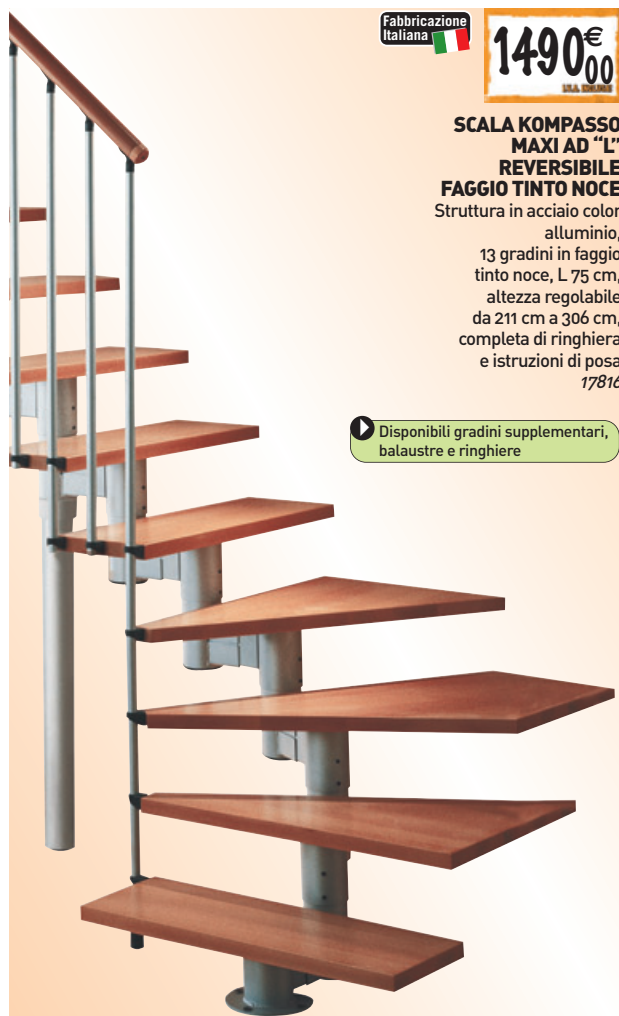 Fabbricazione
Italiana
1490€00
I.V.A. INCLUSA
SCALA KOMPASSO
MAXI AD “L”
REVERSIBILE
FAGGIO TINTO NOCE
Struttura in acciaio color
alluminio,
13 gradini in faggio
tinto noce, L 75 cm,
altezza regolabile
da 211 cm a 306 cm,
completa di ringhiera
e istruzioni di posa
17816
Disponibili gradini supplementari,
balaustre e ringhiere